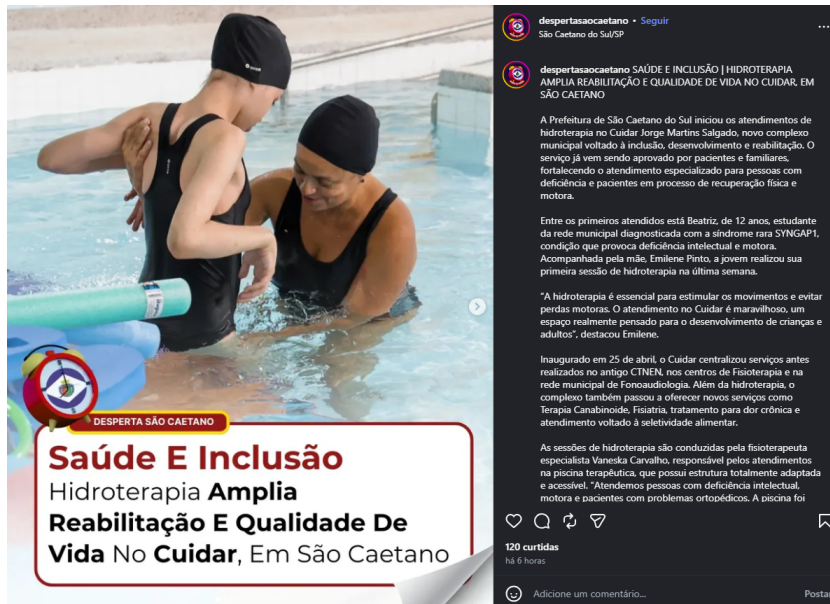 despertasaocaetano • Seguir
São Caetano do Sul/SP
despertasaocaetano SAÚDE E INCLUSÃO | HIDROTERAPIA
AMPLIA REABILITAÇÃO E QUALIDADE DE VIDA NO CUIDAR, EM
SÃO CAETANO
A Prefeitura de São Caetano do Sul iniciou os atendimentos de
hidroterapia no Cuidar Jorge Martins Salgado, novo complexo
municipal voltado à inclusão, desenvolvimento e reabilitação. O
serviço já vem sendo aprovado por pacientes e familiares,
fortalecendo o atendimento especializado para pessoas com
deficiência e pacientes em processo de recuperação física e
motora.
Entre os primeiros atendidos está Beatriz, de 12 anos, estudante
da rede municipal diagnosticada com a síndrome rara SYNGAP1,
condição que provoca deficiência intelectual e motora.
Acompanhada pela mãe, Emilene Pinto, a jovem realizou sua
primeira sessão de hidroterapia na última semana.
"A hidroterapia é essencial para estimular os movimentos e evitar
perdas motoras. O atendimento no Cuidar é maravilhoso, um
espaço realmente pensado para o desenvolvimento de crianças e
adultos", destacou Emilene.
Inaugurado em 25 de abril, o Cuidar centralizou serviços antes
realizados no antigo CTNEN, nos centros de Fisioterapia e na
rede municipal de Fonoaudiologia. Além da hidroterapia, o
complexo também passou a oferecer novos serviços como
Terapia Canabinoide, Fisiatria, tratamento para dor crônica e
atendimento voltado à seletividade alimentar.
As sessões de hidroterapia são conduzidas pela fisioterapeuta
especialista Vaneska Carvalho, responsável pelos atendimentos
na piscina terapêutica, que possui estrutura totalmente adaptada
e acessível. "Atendemos pessoas com deficiência intelectual,
motora e pacientes com problemas ortopédicos. A piscina foi
120 curtidas
há 6 horas
Adicione um comentário...
Postar
DESPERTA SÃO CAETANO
Saúde E Inclusão
Hidroterapia Amplia
Reabilitação E Qualidade De
Vida No Cuidar, Em São Caetano